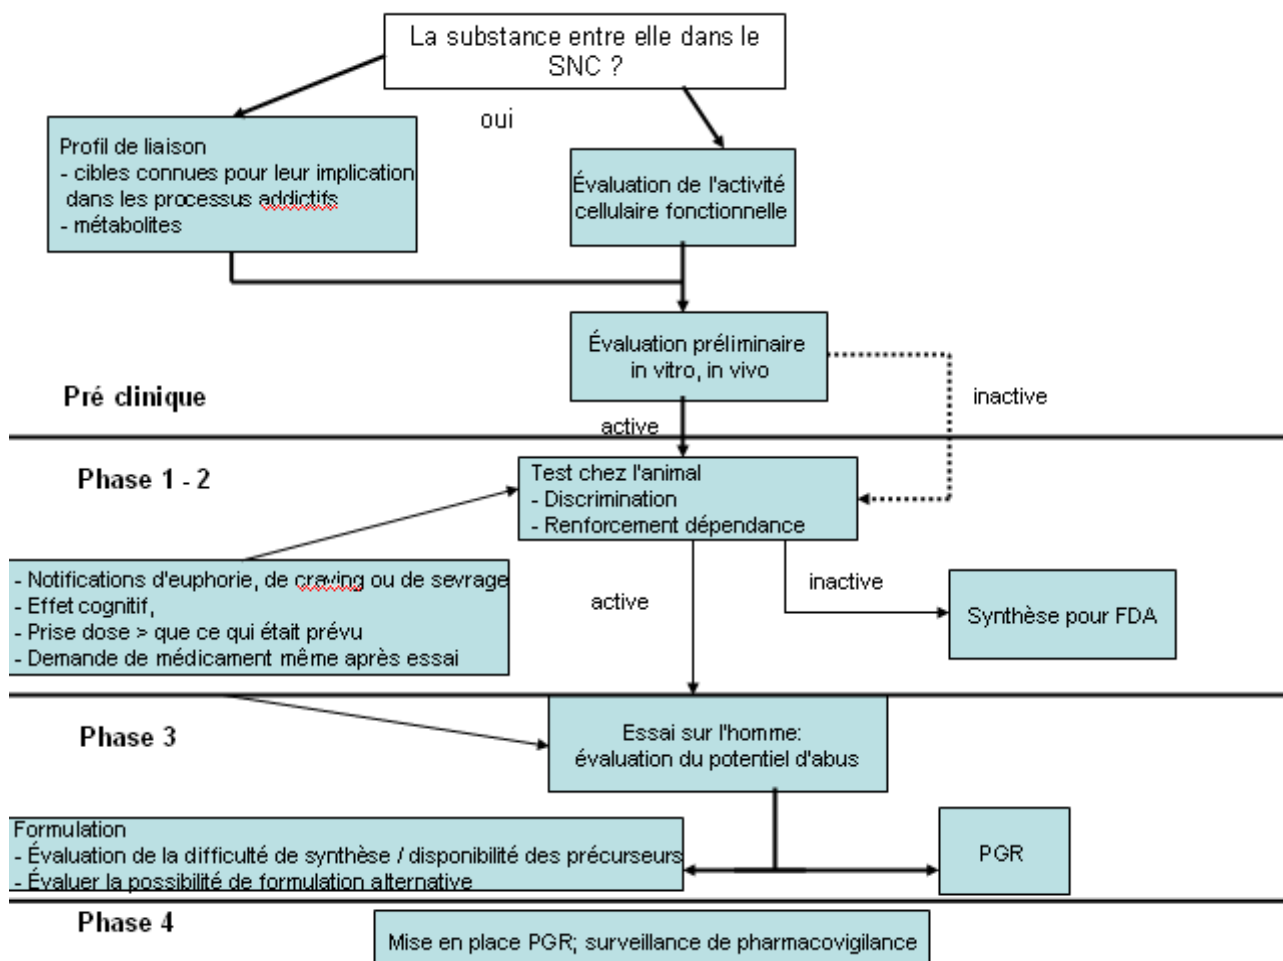 La substance entre elle dans le
SNC ?
oui
Profil de liaison
- cibles connues pour leur implication
dans les processus addictifs
- métabolites
Évaluation de l'activité
cellulaire fonctionnelle
Évaluation préliminaire
in vitro, in vivo
inactive
Pré clinique
active
Phase 1 - 2
Test chez l'animal
- Discrimination
- Renforcement dépendance
- Notifications d'euphorie, de craving ou de sevrage
- Effet cognitif,
- Prise dose > que ce qui était prévu
- Demande de médicament même après essai
active
inactive
Synthèse pour FDA
Phase 3
Essai sur l'homme:
évaluation du potentiel d'abus
Formulation
- Évaluation de la difficulté de synthèse / disponibilité des précurseurs
- Évaluer la possibilité de formulation alternative
PGR
Phase 4
Mise en place PGR; surveillance de pharmacovigilance